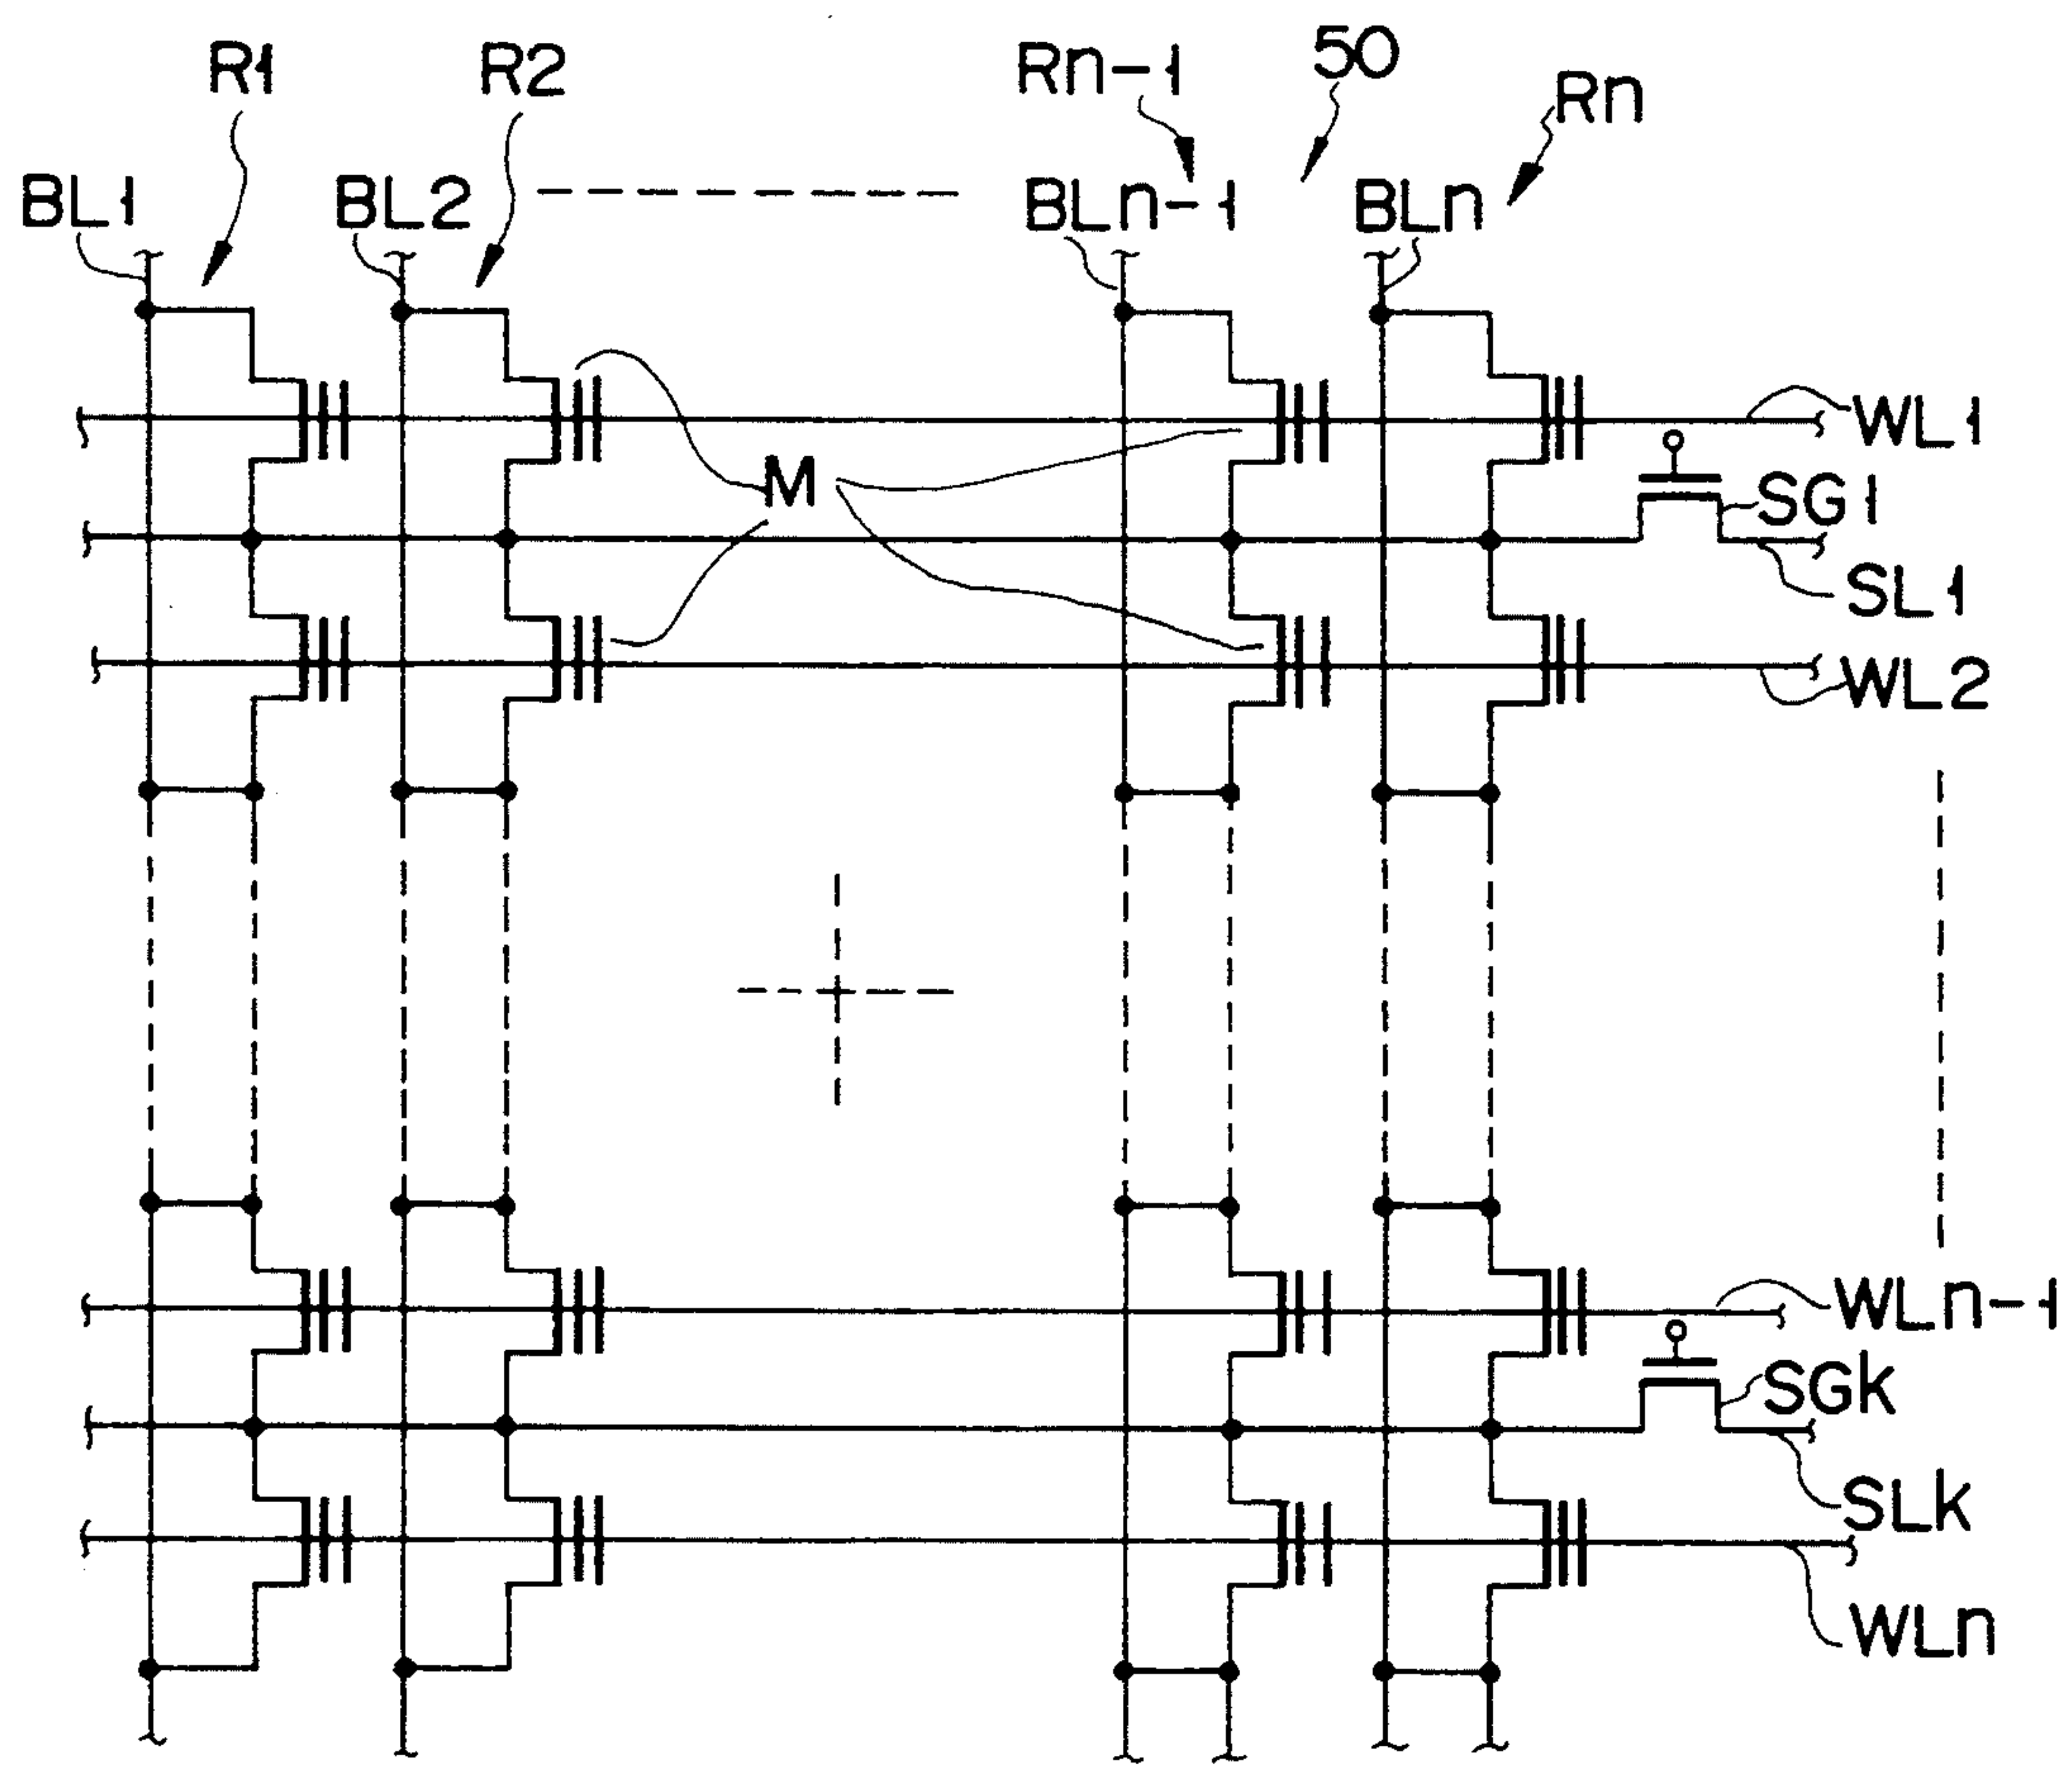 R1
R2
Rn-1
50
Rn
BL1
BL2
BLn-1
BLn
WL1
M
SG1
SL1
WL2
WLn-1
SGk
SLk
WLn